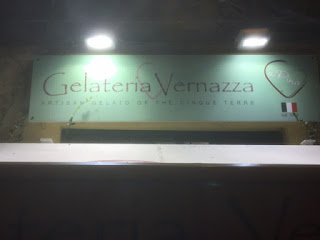 Gelateria Vernazza
ARTISAN GELATO OF THE CINQUE TERRE